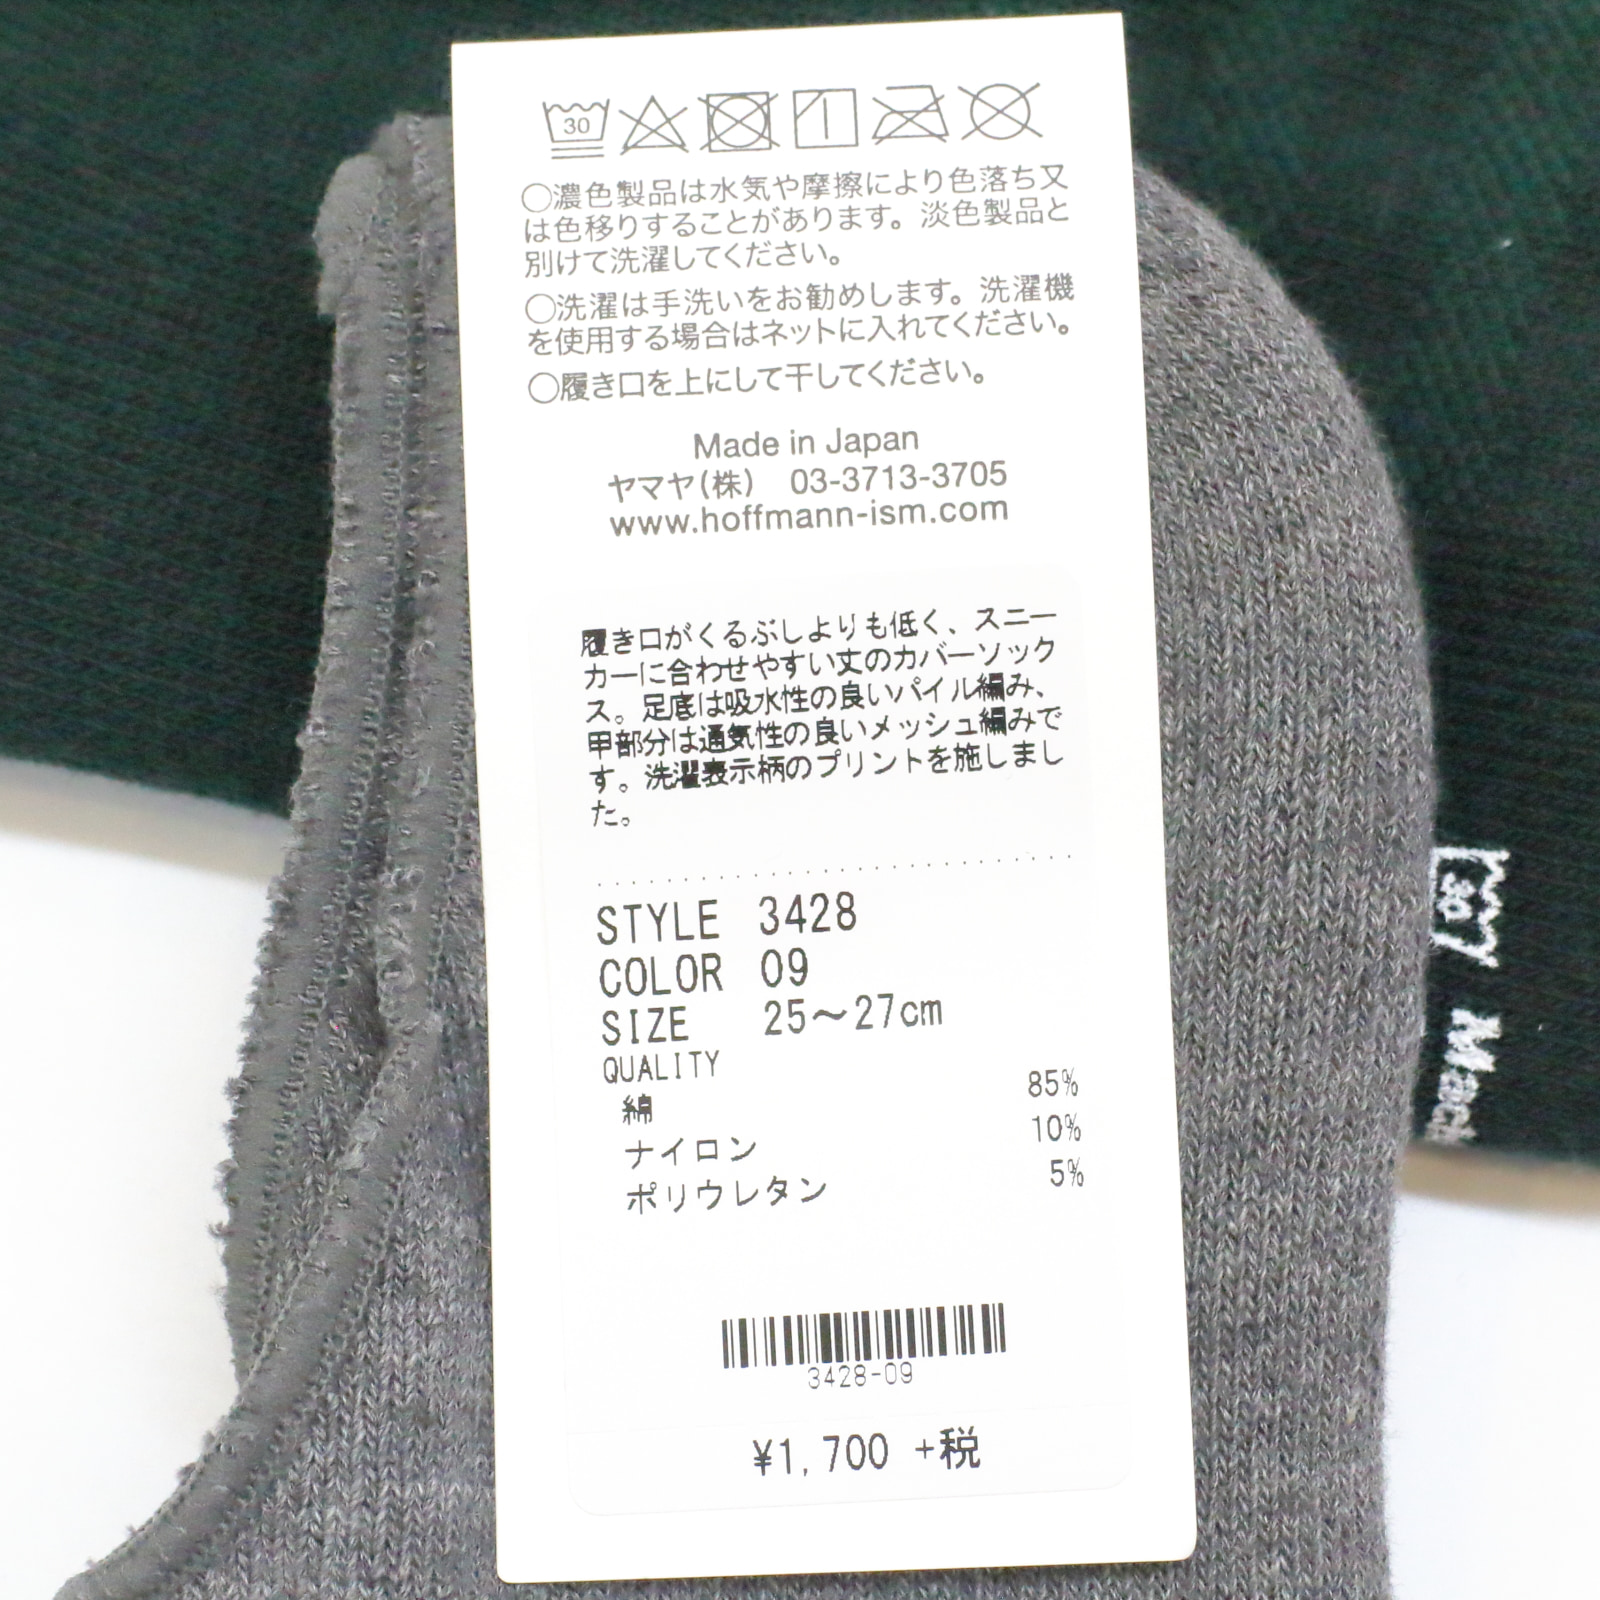 30
○濃色製品は水気や摩擦により色落ち又
は色移りすることがあります。淡色製品と
別けて洗濯してください。
○洗濯は手洗いをお勧めします。洗濯機
を使用する場合はネットに入れてください。
○履き口を上にして干してください。
Made in Japan
ヤマヤ(株) 03-3713-3705
www.hoffmann-ism.com
履き口がくるぶしよりも低く、スニー
カーに合わせやすい丈のカバーソック
ス。足底は吸水性の良いパイル編み、
甲部分は通気性の良いメッシュ編みで
す。洗濯表示柄のプリントを施しまし
た。
STYLE 3428
COLOR 09
SIZE 25～27cm
QUALITY
綿 85%
ナイロン 10%
ポリウレタン 5%
3428-09
¥1,700 +税
30